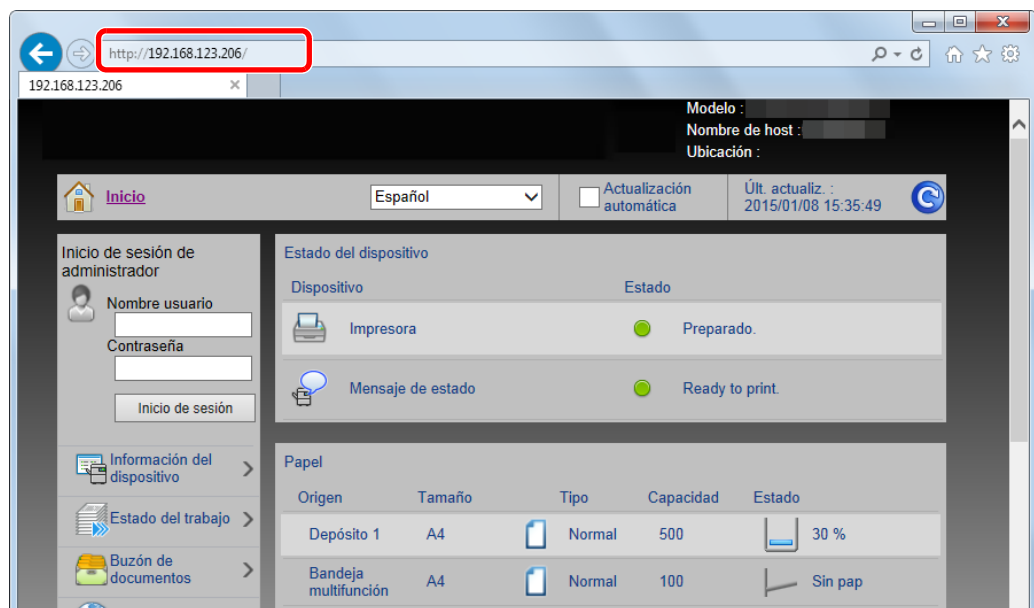 http://192.168.123.206/
192.168.123.206
Modelo :
Nombre de host :
Ubicación :
Inicio
Español
Actualización
automática
Últ. actualiz. :
2015/01/08 15:35:49
Inicio de sesión de
administrador
Nombre usuario
Contraseña
Inicio de sesión
Información del
dispositivo
Estado del trabajo
Buzón de
documentos
Estado del dispositivo
Dispositivo Estado
Impresora Preparado.
Mensaje de estado Ready to print.
Papel
Origen Tamaño Tipo Capacidad Estado
Depósito 1 A4 Normal 500 30 %
Bandeja
multifunción A4 Normal 100 Sin pap